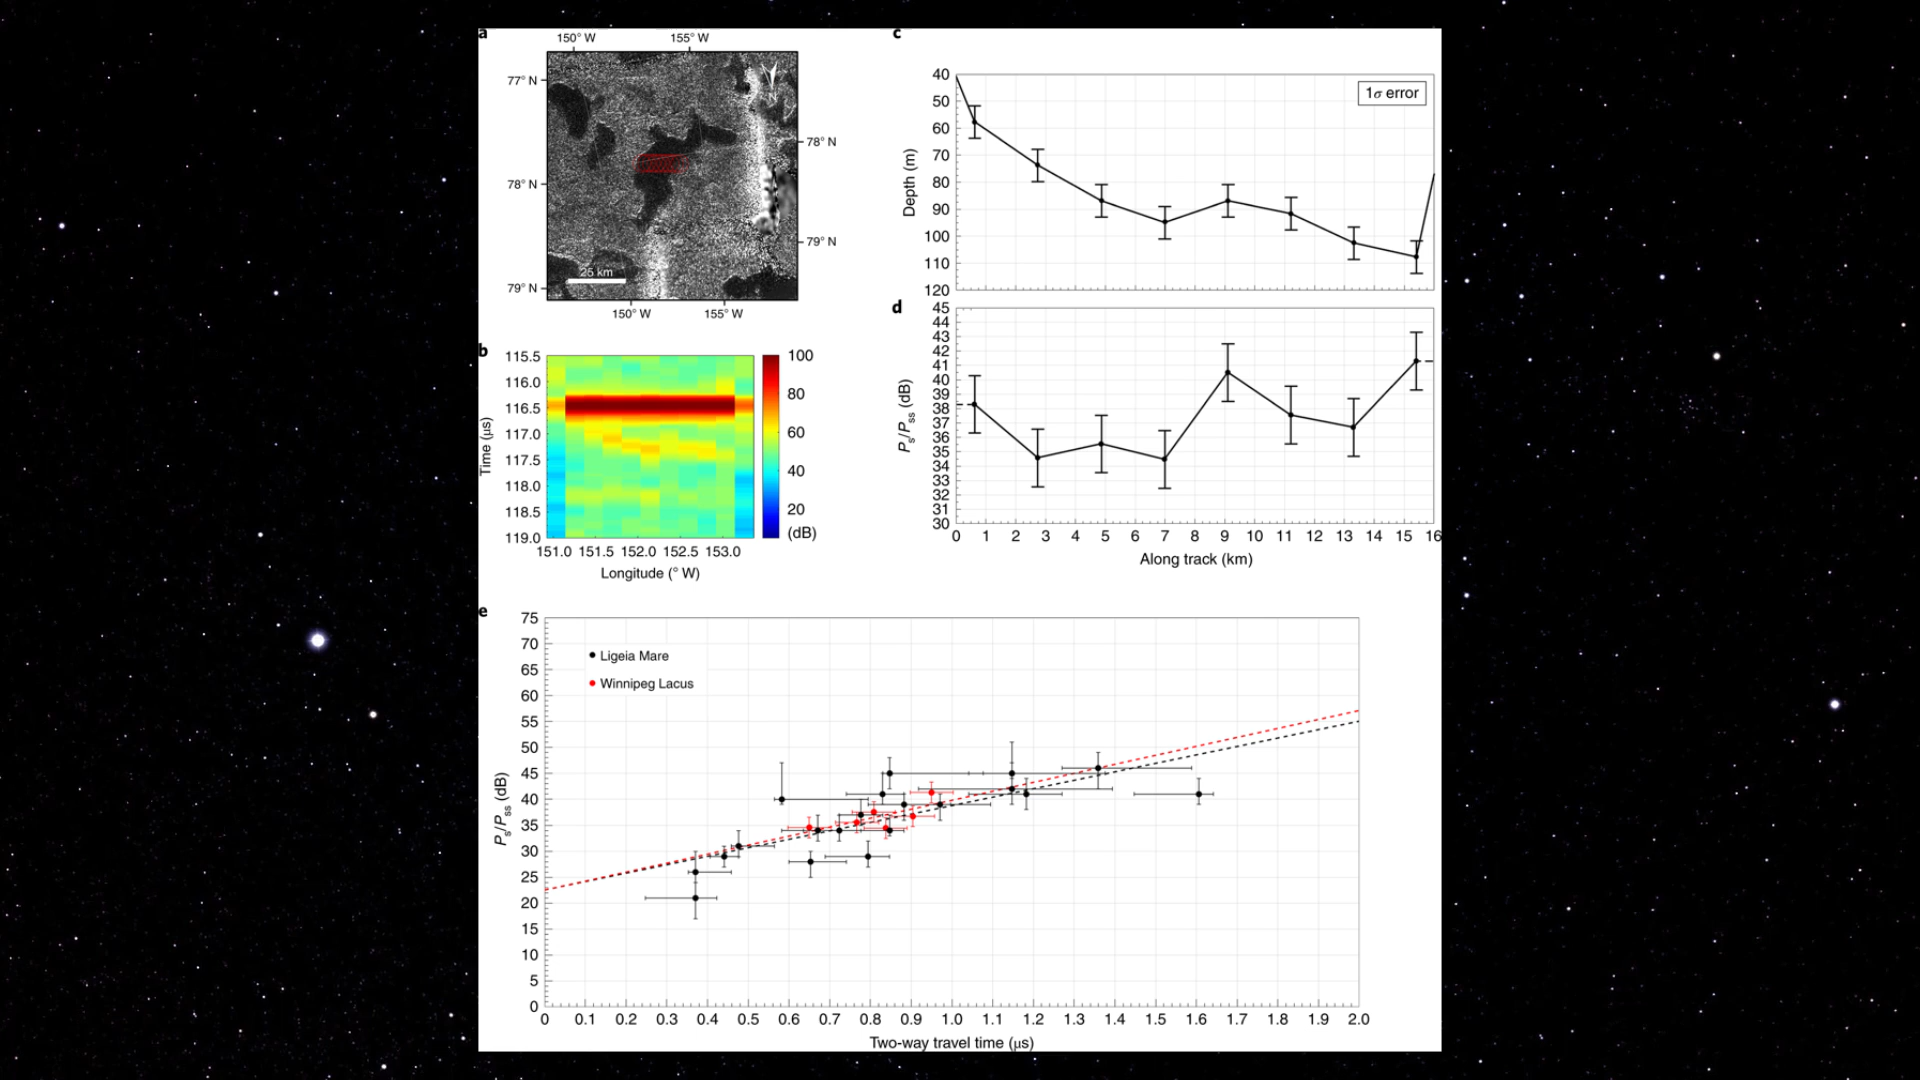 a
150° W 155° W
77° N
78° N
78° N
79° N
79° N
25 km
150° W 155° W
b
115.5
116.0
116.5
117.0
117.5
118.0
118.5
119.0
Time (μs)
151.0 151.5 152.0 152.5 153.0
Longitude (° W)
100
80
60
40
20
(dB)
c
40
50
60
70
80
90
100
110
120
Depth (m)
1σ error
d
45
44
43
42
41
40
39
38
37
36
35
34
33
32
31
30
Ps/Pss (dB)
0 1 2 3 4 5 6 7 8 9 10 11 12 13 14 15 16
Along track (km)
e
75
70
65
60
55
50
45
40
35
30
25
20
15
10
5
0
Ps/Pss (dB)
Ligeia Mare
Winnipeg Lacus
0 0.1 0.2 0.3 0.4 0.5 0.6 0.7 0.8 0.9 1.0 1.1 1.2 1.3 1.4 1.5 1.6 1.7 1.8 1.9 2.0
Two-way travel time (μs)